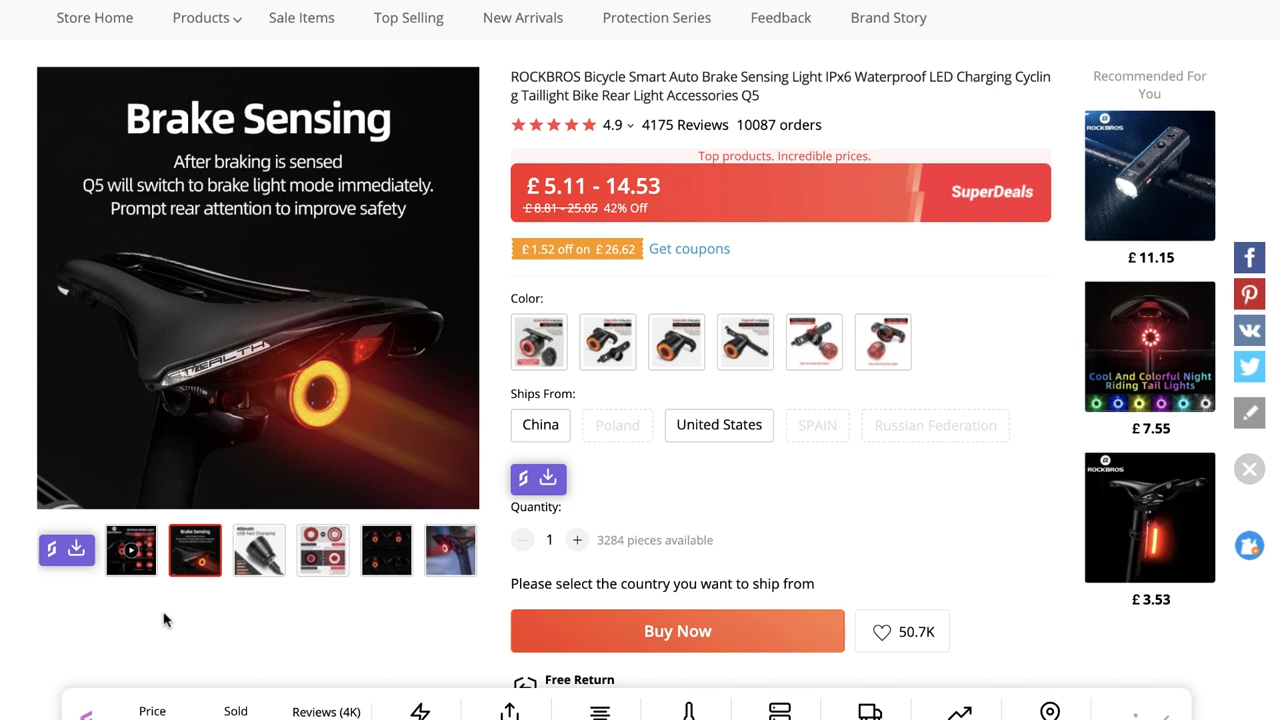 Store Home
Products
Sale Items
Top Selling
New Arrivals
Protection Series
Feedback
Brand Story
Brake Sensing
After braking is sensed
Q5 will switch to brake light mode immediately.
Prompt rear attention to improve safety
STEALTH
ROCKBROS Bicycle Smart Auto Brake Sensing Light IPx6 Waterproof LED Charging Cyclin
g Taillight Bike Rear Light Accessories Q5
4.9
4175 Reviews
10087 orders
Top products. Incredible prices.
£ 5.11 - 14.53
£ 8.81 - 25.05 42% Off
SuperDeals
£ 1.52 off on £ 26.62
Get coupons
Color:
Ships From:
China
Poland
United States
SPAIN
Russian Federation
Quantity:
1
3284 pieces available
Please select the country you want to ship from
Buy Now
50.7K
Free Return
Recommended For
You
ROCKBROS
£ 11.15
Cool And Colorful Night
Riding Tail Lights
£ 7.55
ROCKBROS
£ 3.53
Price
Sold
Reviews (4K)